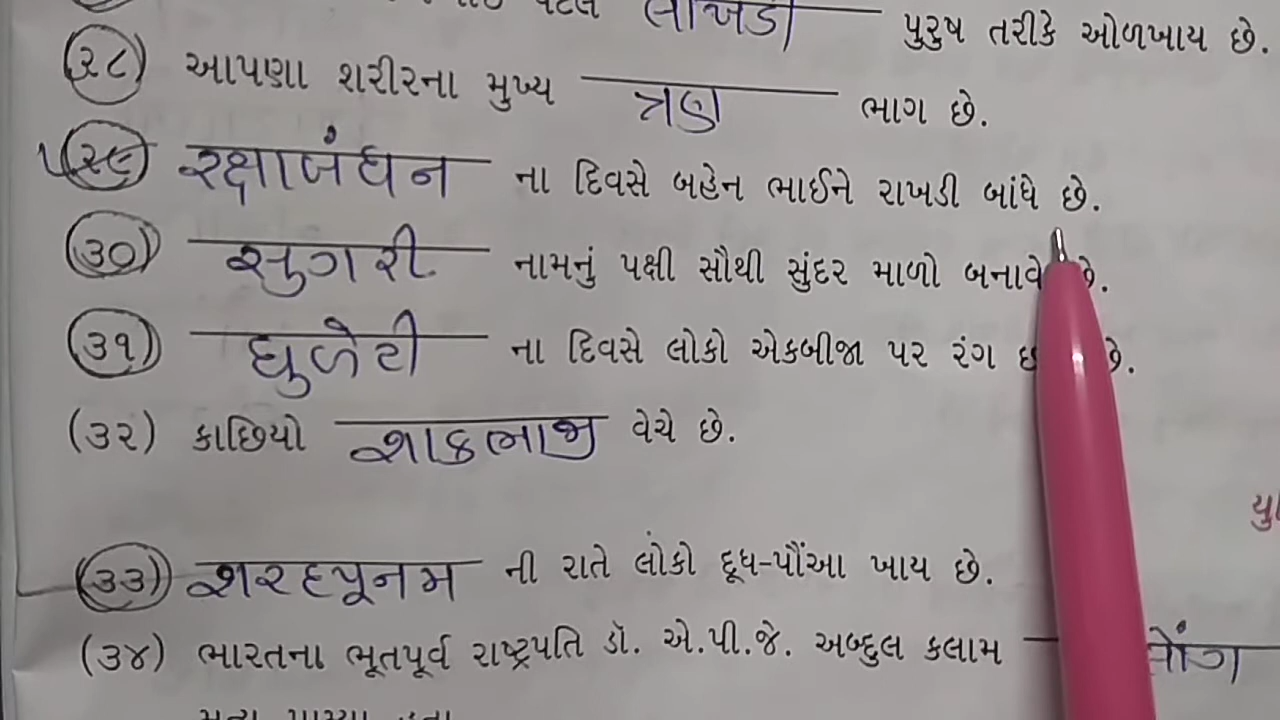 પટેલ લોખંડી પુરુષ તરીકે ઓળખાય છે.
(૨૮) આપણા શરીરના મુખ્ય ત્રણ ભાગ છે.
(૨૯) રક્ષાબંધન ના દિવસે બહેન ભાઈને રાખડી બાંધે છે.
(૩૦) સુગરી નામનું પક્ષી સૌથી સુંદર માળો બનાવે છે.
(૩૧) ધુળેટી ના દિવસે લોકો એકબીજા પર રંગ છે.
(૩૨) કાછિયો શાકભાજી વેચે છે.
(૩૩) શરદપૂનમ ની રાતે લોકો દૂધ-પૌંઆ ખાય છે.
(૩૪) ભારતના ભૂતપૂર્વ રાષ્ટ્રપતિ ડૉ. એ.પી.જે. અબ્દુલ કલામ